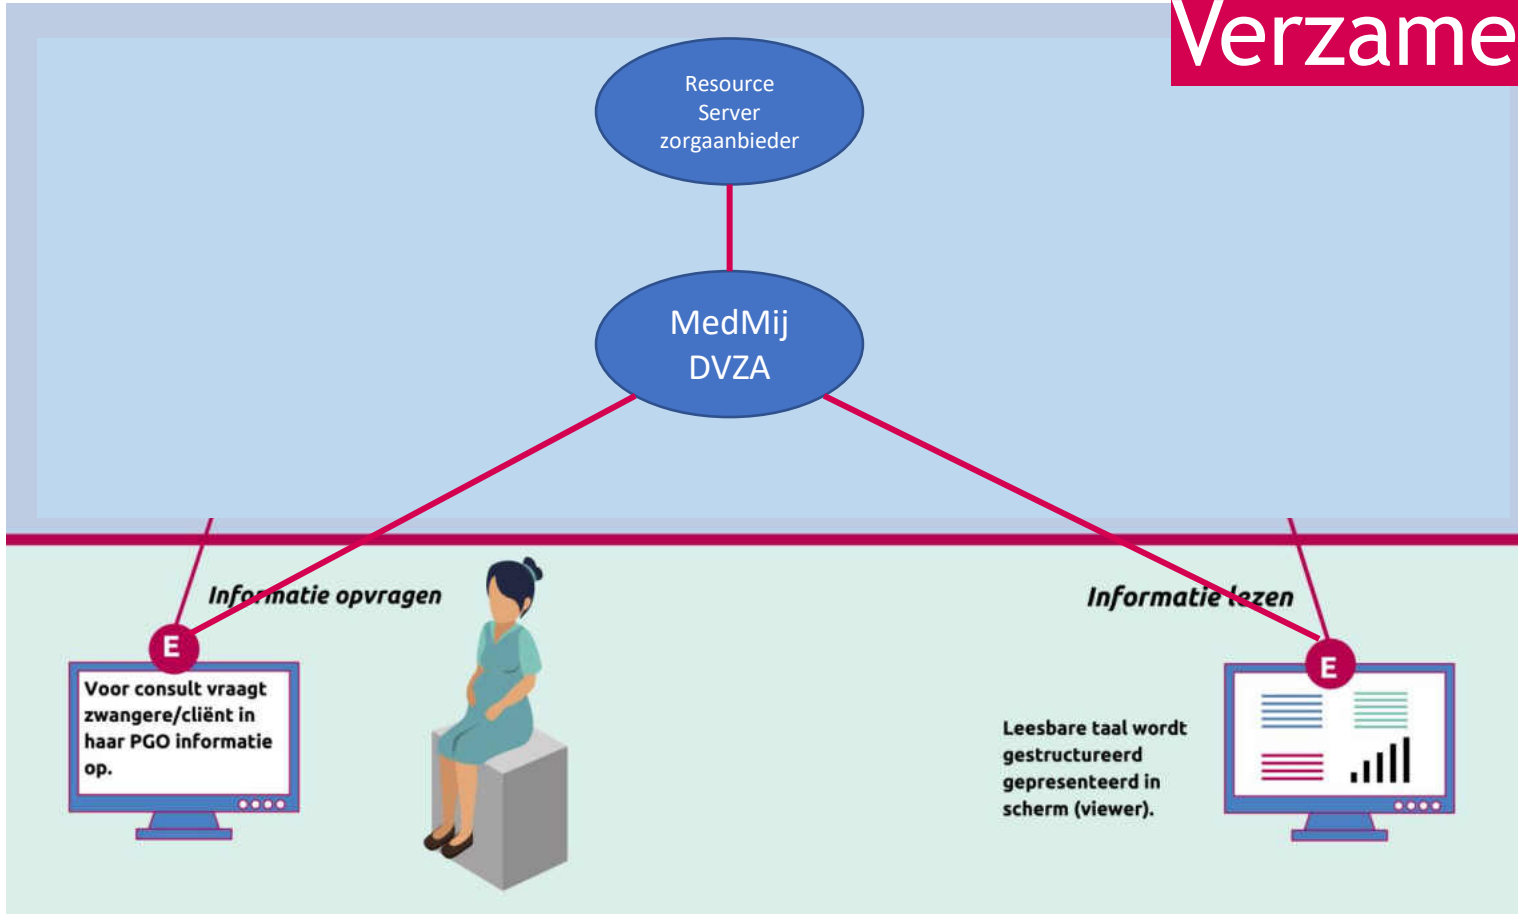 Verzame
Resource
Server
zorgaanbieder
MedMij
DVZA
Informatie opvragen
Informatie lezen
E
Voor consult vraagt
zwangere/cliënt in
haar PGO informatie
op.
E
Leesbare taal wordt
gestructureerd
gepresenteerd in
scherm (viewer).